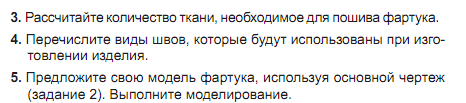 3. Рассчитайте количество ткани, необходимое для пошива фартука.
4. Перечислите виды швов, которые будут использованы при изго-
товлении изделия.
5. Предложите свою модель фартука, используя основной чертеж
(задание 2). Выполните моделирование.